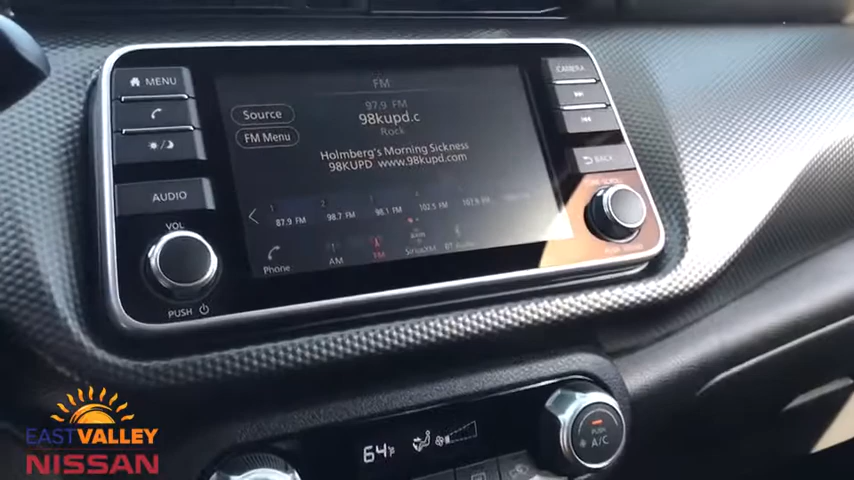 FM
MENU
CAMERA
97.9 FM
98kupd.c
Rock
Source
FM Menu
Holmberg's Morning Sickness
98KUPD (www.98kupd.com
BACK
AUDIO
VOL
1 2
87.9 FM 98.7 FM 98.1 FM 102.5 FM
Phone
AM
FM
SiriusXM
BT Audio
PUSH
64°F
PUSH
A/C
EAST VALLEY
NISSAN